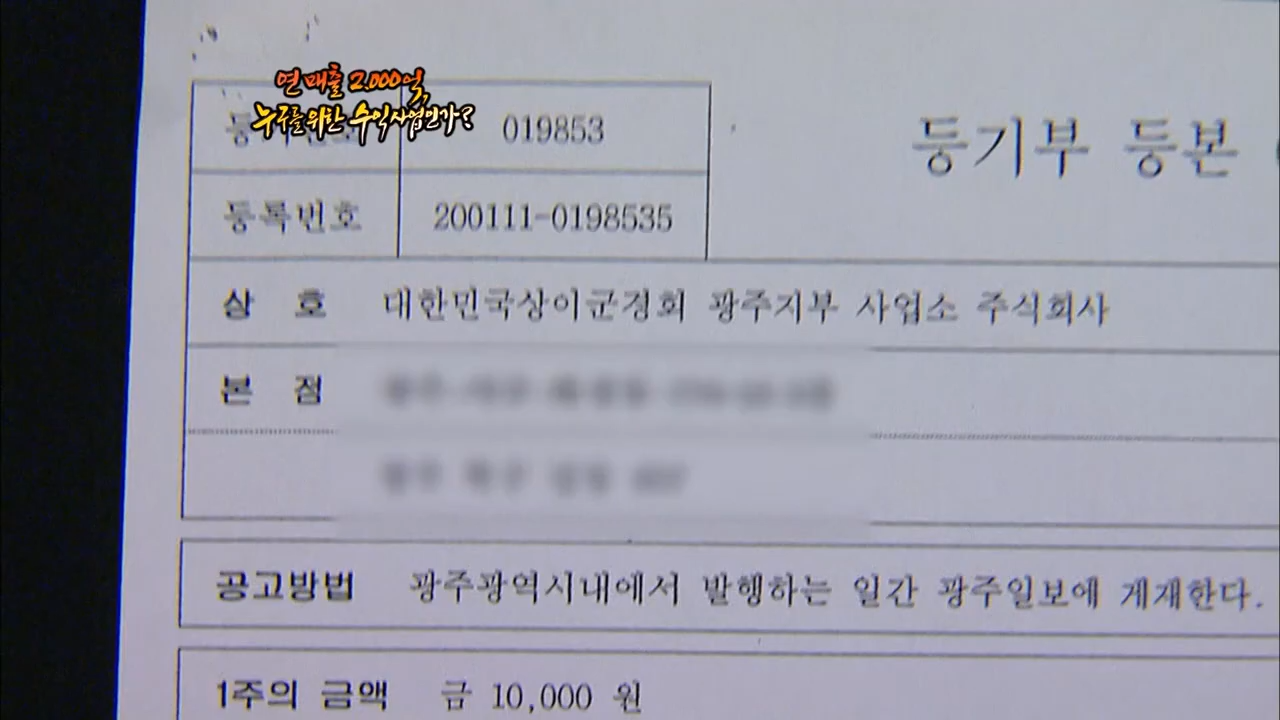 연 매출 2,000억,
누구를 위한 수익사업인가?
019853
등기부 등본
등록번호 200111-0198535
상 호 대한민국상이군경회 광주지부 사업소 주식회사
본 점
공고방법 광주광역시내에서 발행하는 일간 광주일보에 게재한다.
1주의 금액 금 10,000 원